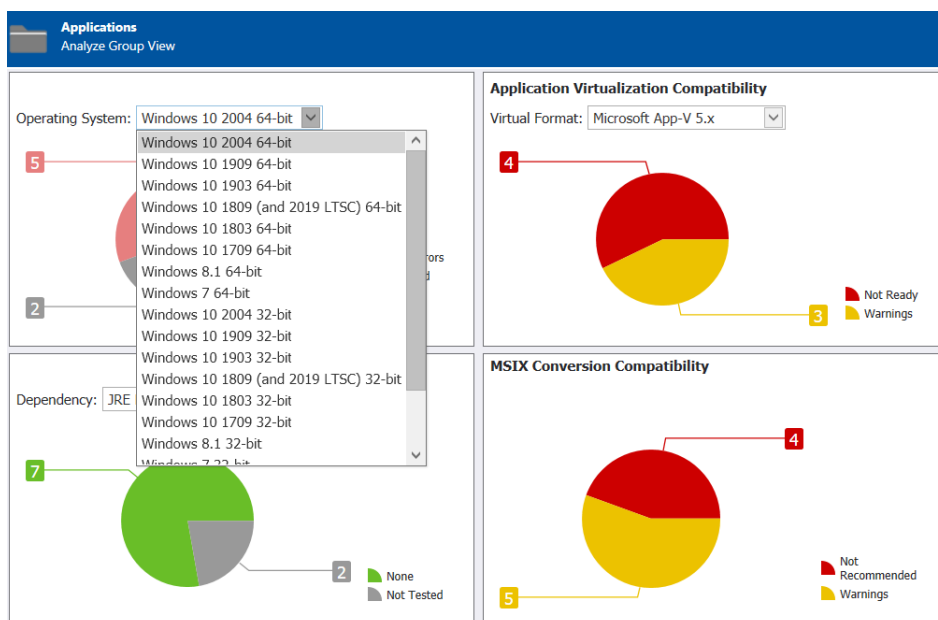 Applications
Analyze Group View
Operating System: Windows 10 2004 64-bit
Windows 10 2004 64-bit
Windows 10 1909 64-bit
Windows 10 1903 64-bit
Windows 10 1809 (and 2019 LTSC) 64-bit
Windows 10 1803 64-bit
Windows 10 1709 64-bit
Windows 8.1 64-bit
Windows 7 64-bit
Windows 10 2004 32-bit
Windows 10 1909 32-bit
Windows 10 1903 32-bit
Windows 10 1809 (and 2019 LTSC) 32-bit
Windows 10 1803 32-bit
Windows 10 1709 32-bit
Windows 8.1 32-bit
Windows 7 32-bit
5
2
Application Virtualization Compatibility
Virtual Format: Microsoft App-V 5.x
4
3
Not Ready
Warnings
Dependency: JRE
7
2
None
Not Tested
MSIX Conversion Compatibility
4
5
Not
Recommended
Warnings